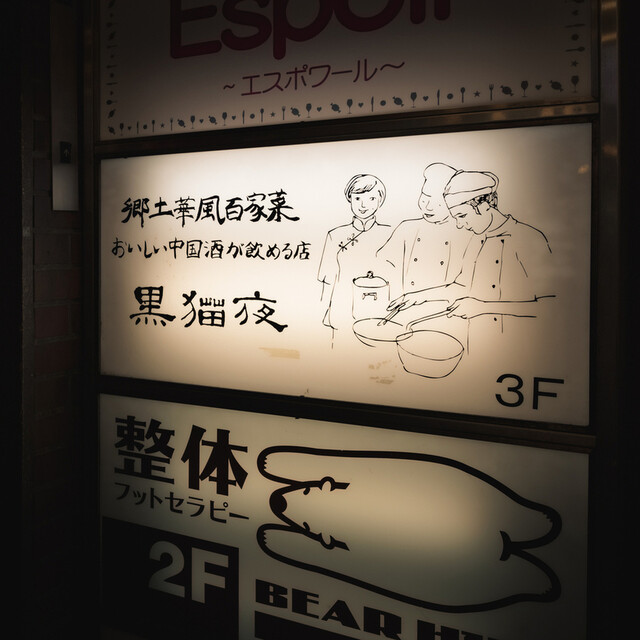 Espoir
~エスポワール~
郷土華風百家菜
おいしい中国酒が飲める店
黒猫夜
3F
整体
フットセラピー
2F
BEAR